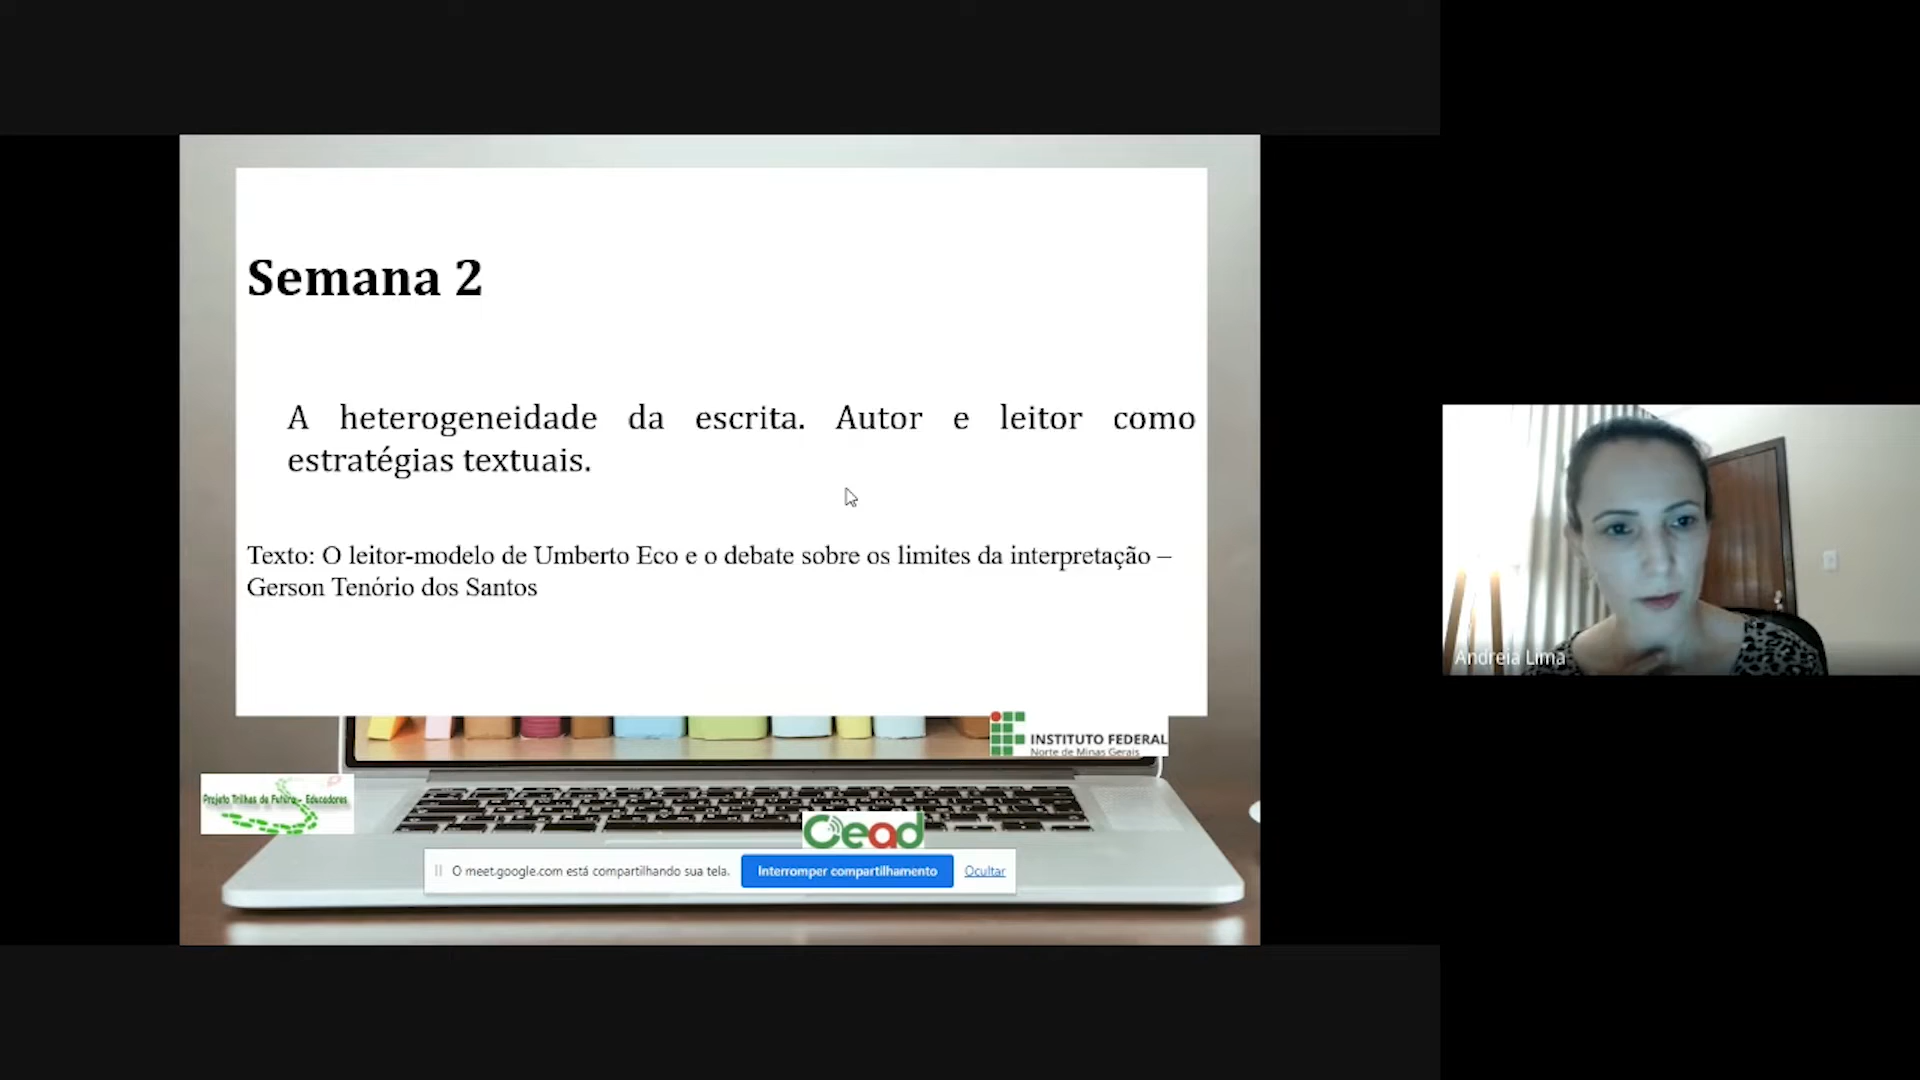 Semana 2
A heterogeneidade da escrita. Autor e leitor como
estratégias textuais.
Texto: O leitor-modelo de Umberto Eco e o debate sobre os limites da interpretação –
Gerson Tenório dos Santos
Andreia Lima
INSTITUTO FEDERAL
Norte de Minas Gerais
Projeto Trilhas de Futuro - Educadores
Cead
O meet.google.com está compartilhando sua tela.
Interromper compartilhamento
Ocultar